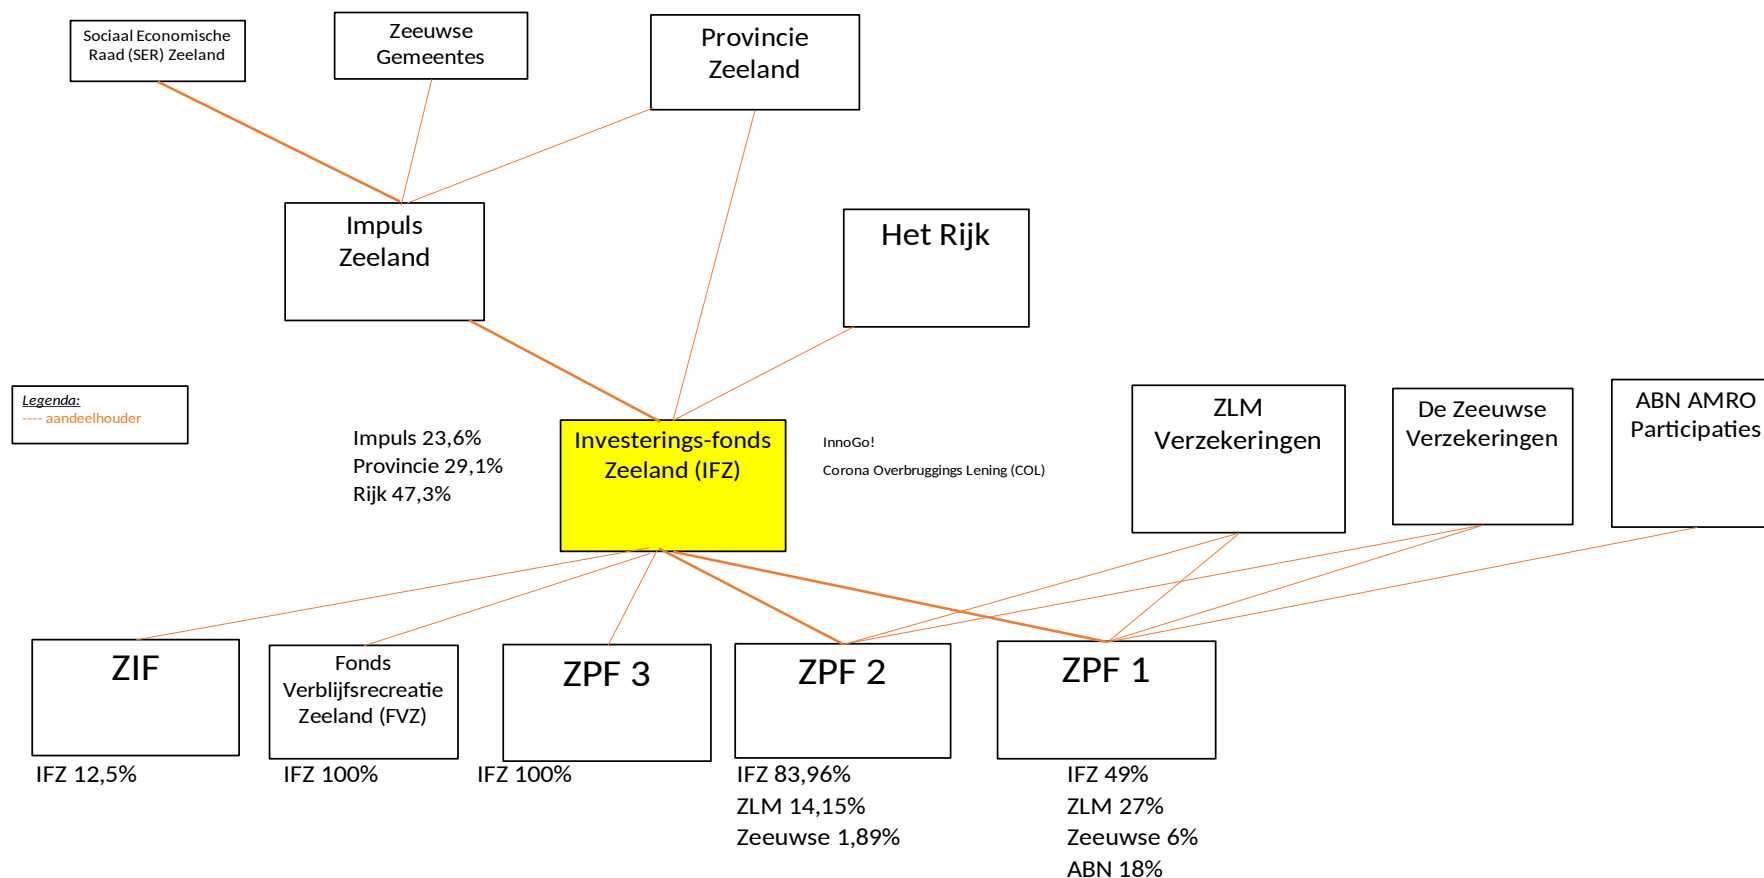 Sociaal Economische
Raad (SER) Zeeland
Zeeuwse
Gemeentes
Provincie
Zeeland
Impuls
Zeeland
Het Rijk
Legenda:
---- aandeelhouder
Impuls 23,6%
Provincie 29,1%
Rijk 47,3%
Investerings-fonds
Zeeland (IFZ)
InnoGo!
Corona Overbruggings Lening (COL)
ZLM
Verzekeringen
De Zeeuwse
Verzekeringen
ABN AMRO
Participaties
ZIF
IFZ 12,5%
Fonds
Verblijfsrecreatie
Zeeland (FVZ)
IFZ 100%
ZPF 3
IFZ 100%
ZPF 2
IFZ 83,96%
ZLM 14,15%
Zeeuwse 1,89%
ZPF 1
IFZ 49%
ZLM 27%
Zeeuwse 6%
ABN 18%